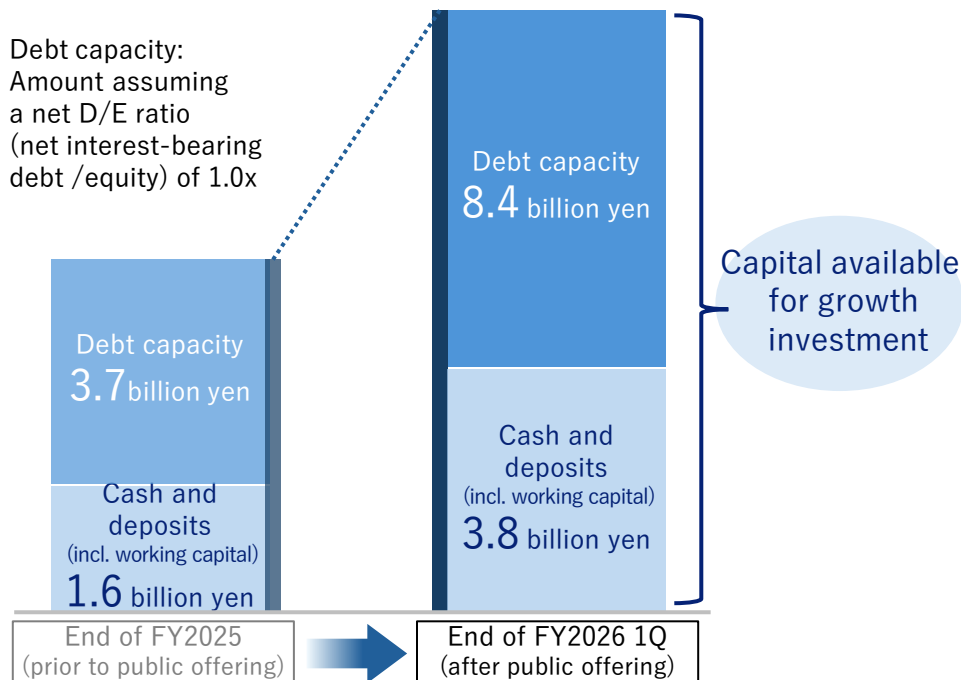 Debt capacity:
Amount assuming
a net D/E ratio
(net interest-bearing
debt /equity) of 1.0x
Debt capacity
3.7 billion yen
Cash and
deposits
(incl. working capital)
1.6 billion yen
Debt capacity
8.4 billion yen
Cash and
deposits
(incl. working capital)
3.8 billion yen
Capital available
for growth
investment
End of FY2025
(prior to public offering)
End of FY2026 1Q
(after public offering)